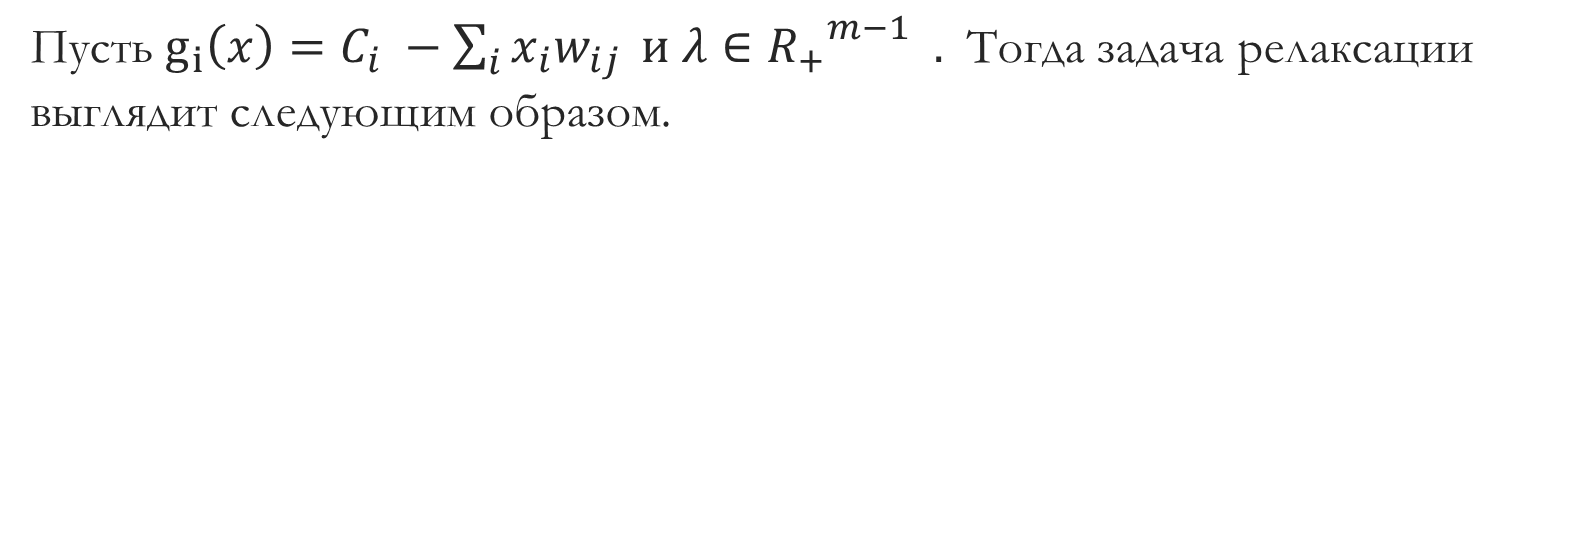 Пусть gᵢ(x) = Cᵢ − ∑ᵢ xᵢwᵢⱼ и λ ∈ R₊ᵐ⁻¹ . Тогда задача релаксации
выглядит следующим образом.